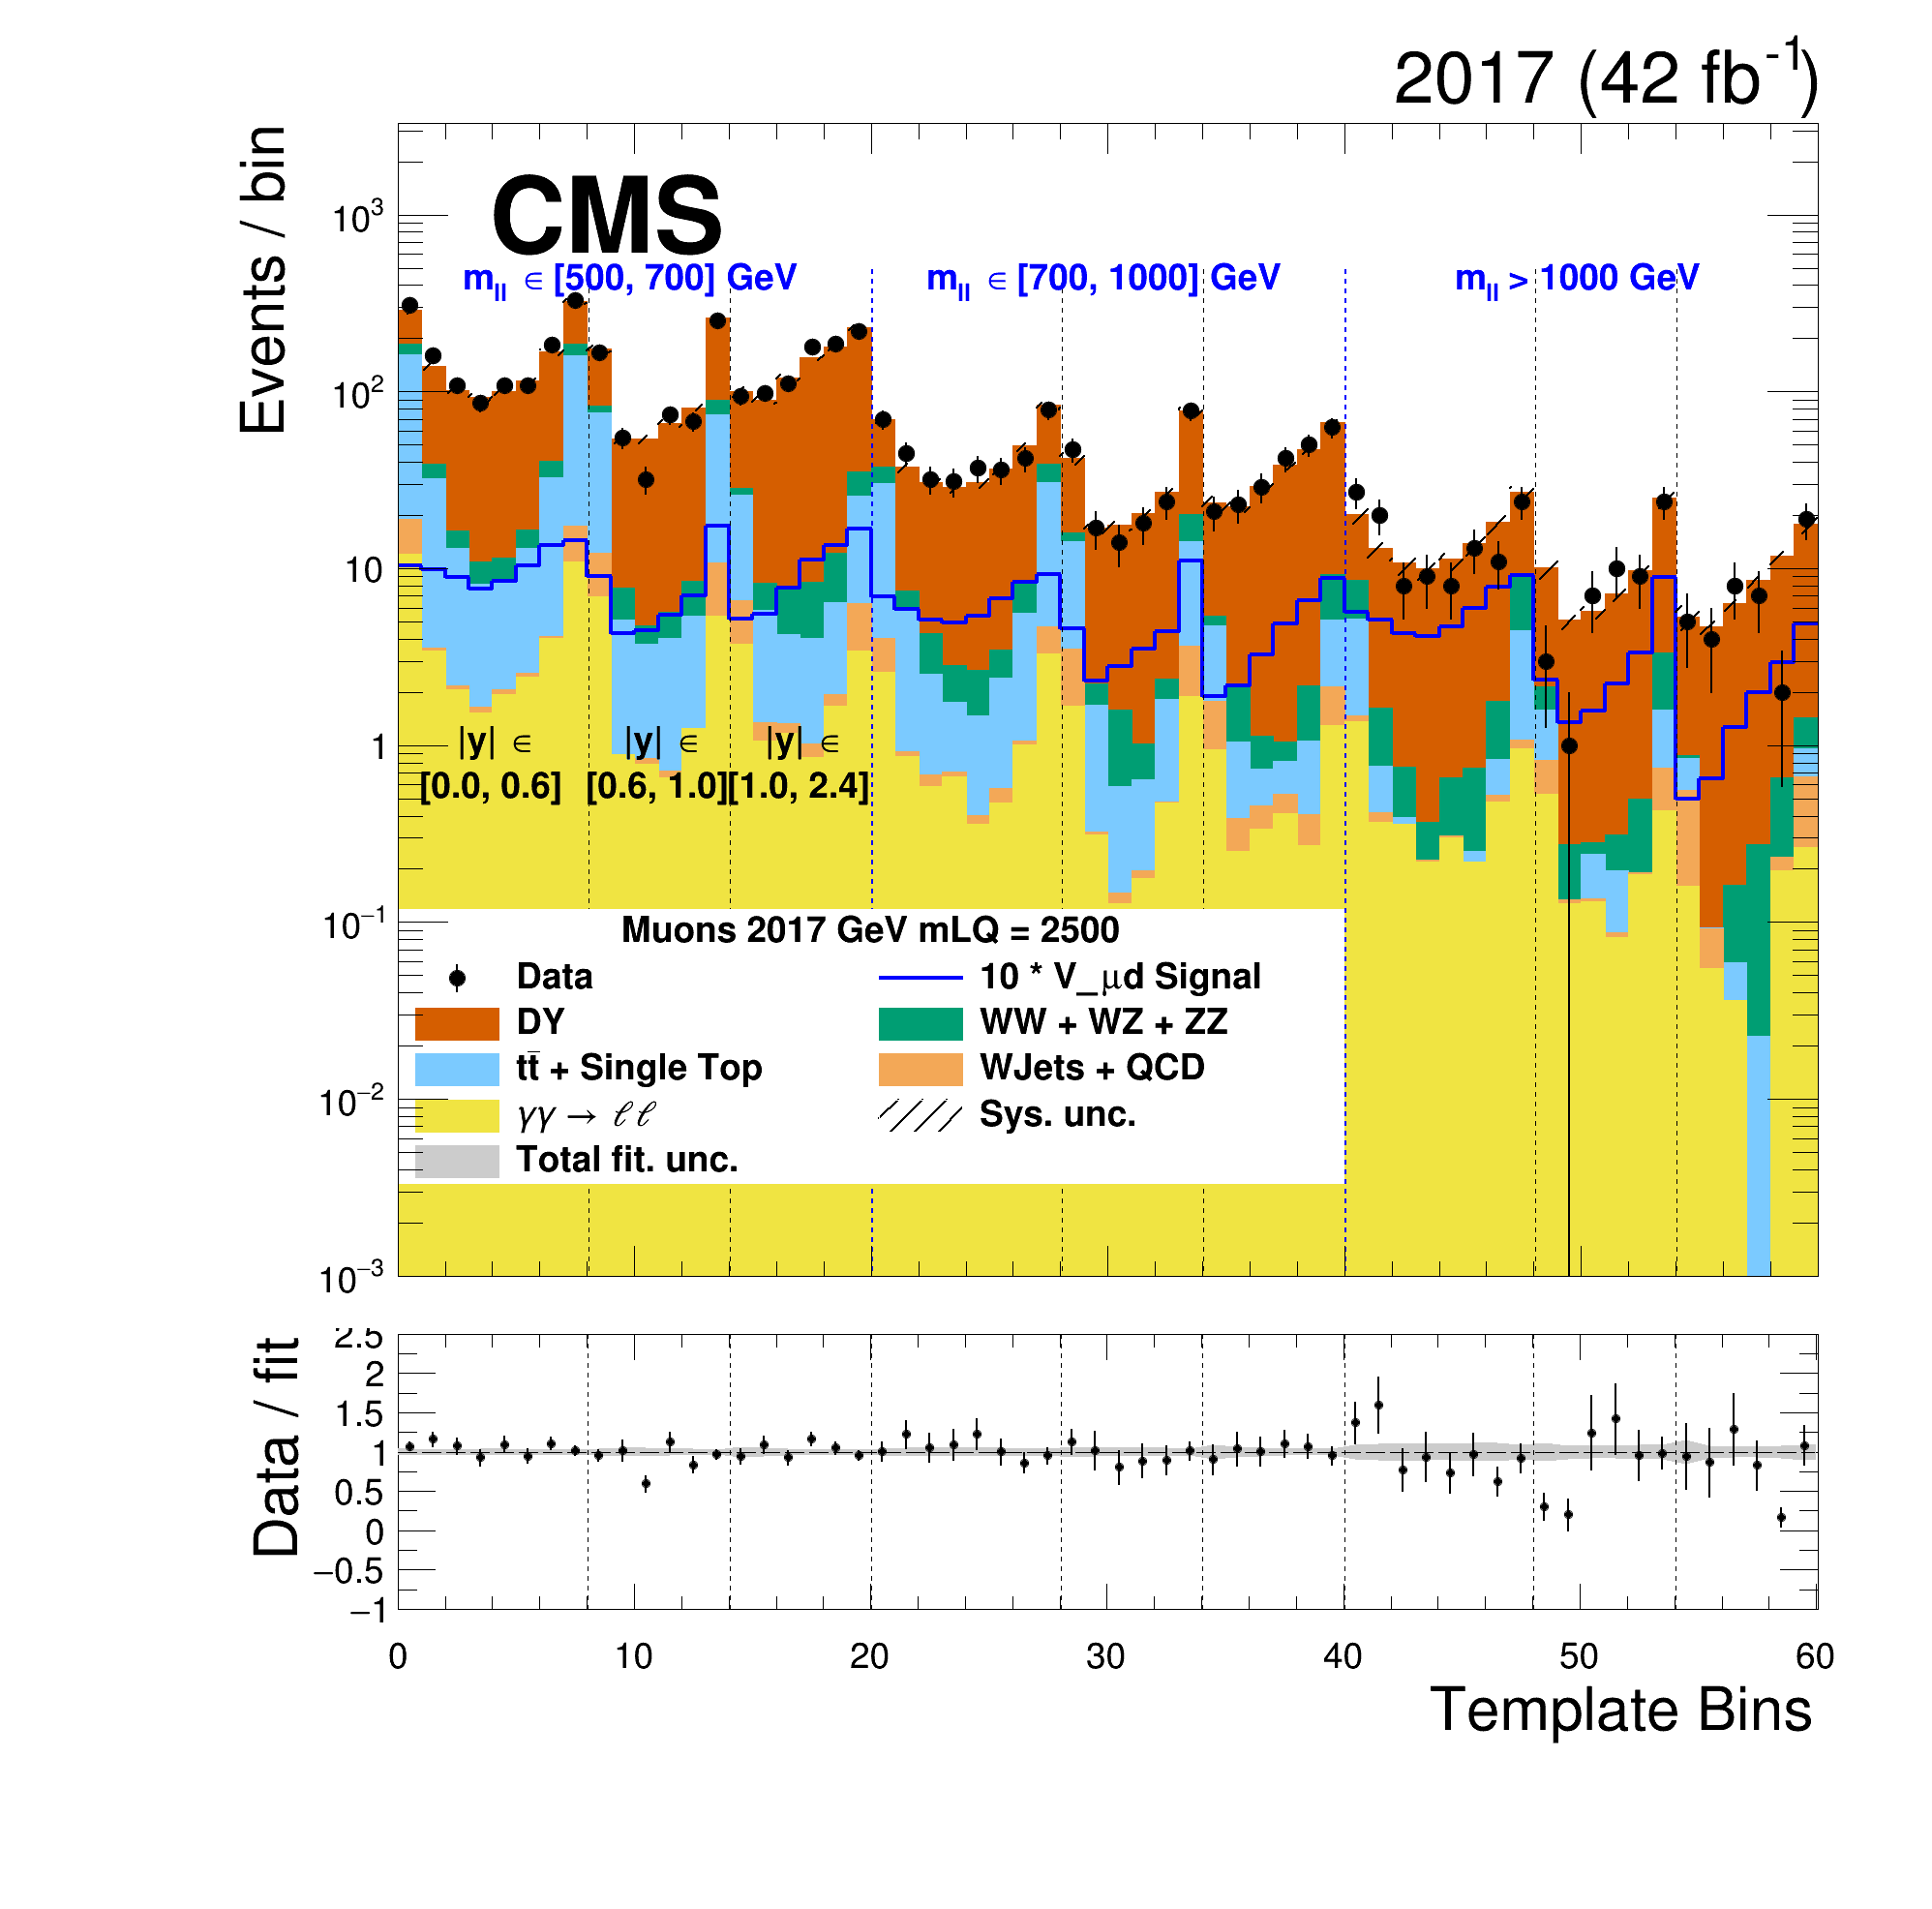 2017 (42 fb⁻¹)
Events / bin
CMS
m_ll ∈ [500, 700] GeV
m_ll ∈ [700, 1000] GeV
m_ll > 1000 GeV
10³
10²
10
1
10⁻¹
10⁻²
10⁻³
|y| ∈
[0.0, 0.6]
|y| ∈
[0.6, 1.0]
|y| ∈
[1.0, 2.4]
Muons 2017 GeV mLQ = 2500
Data
10 * V_μd Signal
DY
WW + WZ + ZZ
tt̄ + Single Top
WJets + QCD
γγ → ℓℓ
Sys. unc.
Total fit. unc.
Data / fit
2.5
2
1.5
1
0.5
0
−0.5
−1
0 10 20 30 40 50 60
Template Bins